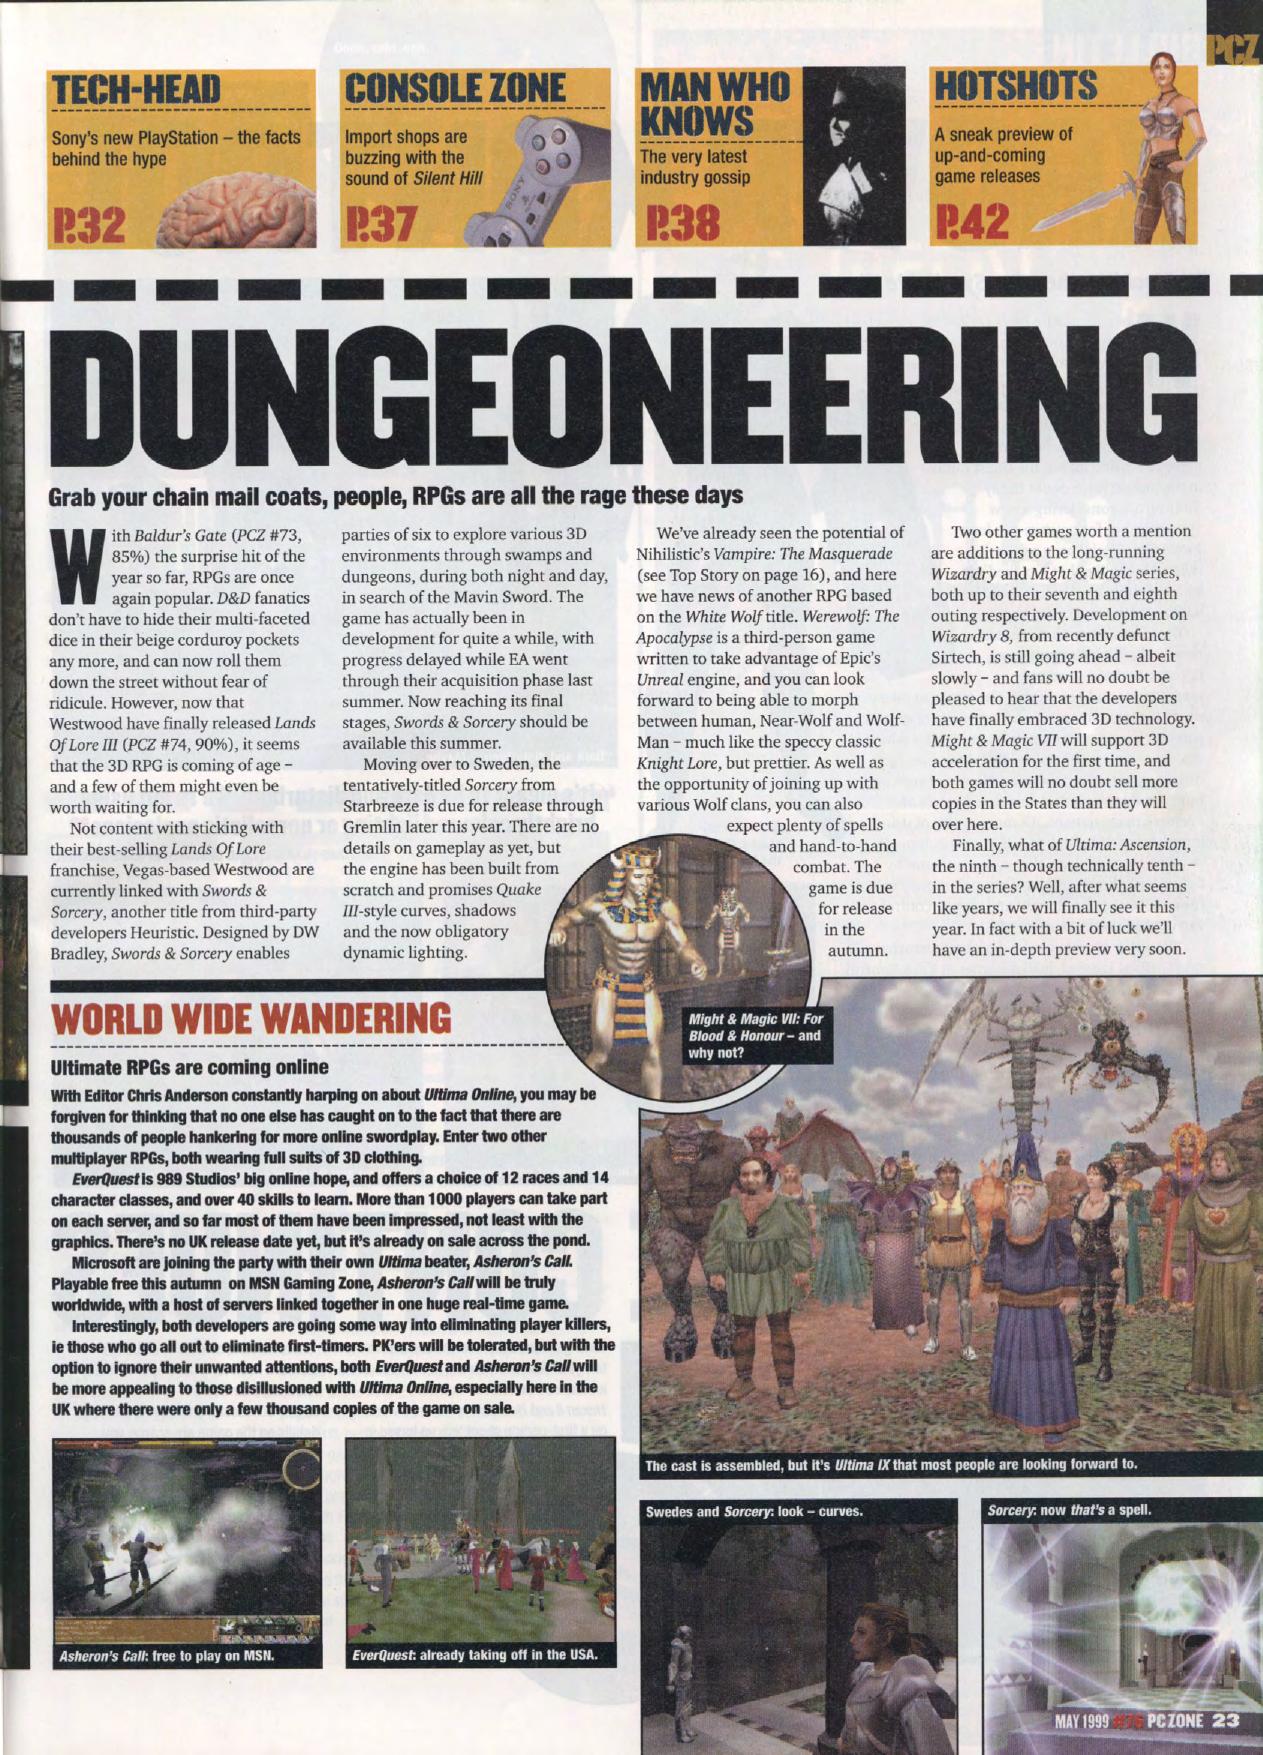 PCZ
TECH-HEAD
Sony's new PlayStation – the facts
behind the hype
P.32
CONSOLE ZONE
Import shops are
buzzing with the
sound of Silent Hill
P.37
MAN WHO
KNOWS
The very latest
industry gossip
P.38
HOTSHOTS
A sneak preview of
up-and-coming
game releases
P.42
DUNGEONEERING
Grab your chain mail coats, people, RPGs are all the rage these days
With Baldur's Gate (PCZ #73,
85%) the surprise hit of the
year so far, RPGs are once
again popular. D&D fanatics
don't have to hide their multi-faceted
dice in their beige corduroy pockets
any more, and can now roll them
down the street without fear of
ridicule. However, now that
Westwood have finally released Lands
Of Lore III (PCZ #74, 90%), it seems
that the 3D RPG is coming of age –
and a few of them might even be
worth waiting for.
Not content with sticking with
their best-selling Lands Of Lore
franchise, Vegas-based Westwood are
currently linked with Swords &
Sorcery, another title from third-party
developers Heuristic. Designed by DW
Bradley, Swords & Sorcery enables
parties of six to explore various 3D
environments through swamps and
dungeons, during both night and day,
in search of the Mavin Sword. The
game has actually been in
development for quite a while, with
progress delayed while EA went
through their acquisition phase last
summer. Now reaching its final
stages, Swords & Sorcery should be
available this summer.
Moving over to Sweden, the
tentatively-titled Sorcery from
Starbreeze is due for release through
Gremlin later this year. There are no
details on gameplay as yet, but
the engine has been built from
scratch and promises Quake
III-style curves, shadows
and the now obligatory
dynamic lighting.
We've already seen the potential of
Nihilistic's Vampire: The Masquerade
(see Top Story on page 16), and here
we have news of another RPG based
on the White Wolf title. Werewolf: The
Apocalypse is a third-person game
written to take advantage of Epic's
Unreal engine, and you can look
forward to being able to morph
between human, Near-Wolf and Wolf-
Man – much like the speccy classic
Knight Lore, but prettier. As well as
the opportunity of joining up with
various Wolf clans, you can also
expect plenty of spells
and hand-to-hand
combat. The
game is due
for release
in the
autumn.
Two other games worth a mention
are additions to the long-running
Wizardry and Might & Magic series,
both up to their seventh and eighth
outing respectively. Development on
Wizardry 8, from recently defunct
Sirtech, is still going ahead – albeit
slowly – and fans will no doubt be
pleased to hear that the developers
have finally embraced 3D technology.
Might & Magic VII will support 3D
acceleration for the first time, and
both games will no doubt sell more
copies in the States than they will
over here.
Finally, what of Ultima: Ascension,
the ninth – though technically tenth –
in the series? Well, after what seems
like years, we will finally see it this
year. In fact with a bit of luck we'll
have an in-depth preview very soon.
WORLD WIDE WANDERING
Ultimate RPGs are coming online
With Editor Chris Anderson constantly harping on about Ultima Online, you may be
forgiven for thinking that no one else has caught on to the fact that there are
thousands of people hankering for more online swordplay. Enter two other
multiplayer RPGs, both wearing full suits of 3D clothing.
EverQuest is 989 Studios' big online hope, and offers a choice of 12 races and 14
character classes, and over 40 skills to learn. More than 1000 players can take part
on each server, and so far most of them have been impressed, not least with the
graphics. There's no UK release date yet, but it's already on sale across the pond.
Microsoft are joining the party with their own Ultima beater, Asheron's Call.
Playable free this autumn on MSN Gaming Zone, Asheron's Call will be truly
worldwide, with a host of servers linked together in one huge real-time game.
Interestingly, both developers are going some way into eliminating player killers,
ie those who go all out to eliminate first-timers. PK'ers will be tolerated, but with the
option to ignore their unwanted attentions, both EverQuest and Asheron's Call will
be more appealing to those disillusioned with Ultima Online, especially here in the
UK where there were only a few thousand copies of the game on sale.
Might & Magic VII: For
Blood & Honour – and
why not?
The cast is assembled, but it's Ultima IX that most people are looking forward to.
Asheron's Call: free to play on MSN.
EverQuest: already taking off in the USA.
Swedes and Sorcery: look – curves.
Sorcery: now that's a spell.
MAY 1999 #76 PC ZONE 23